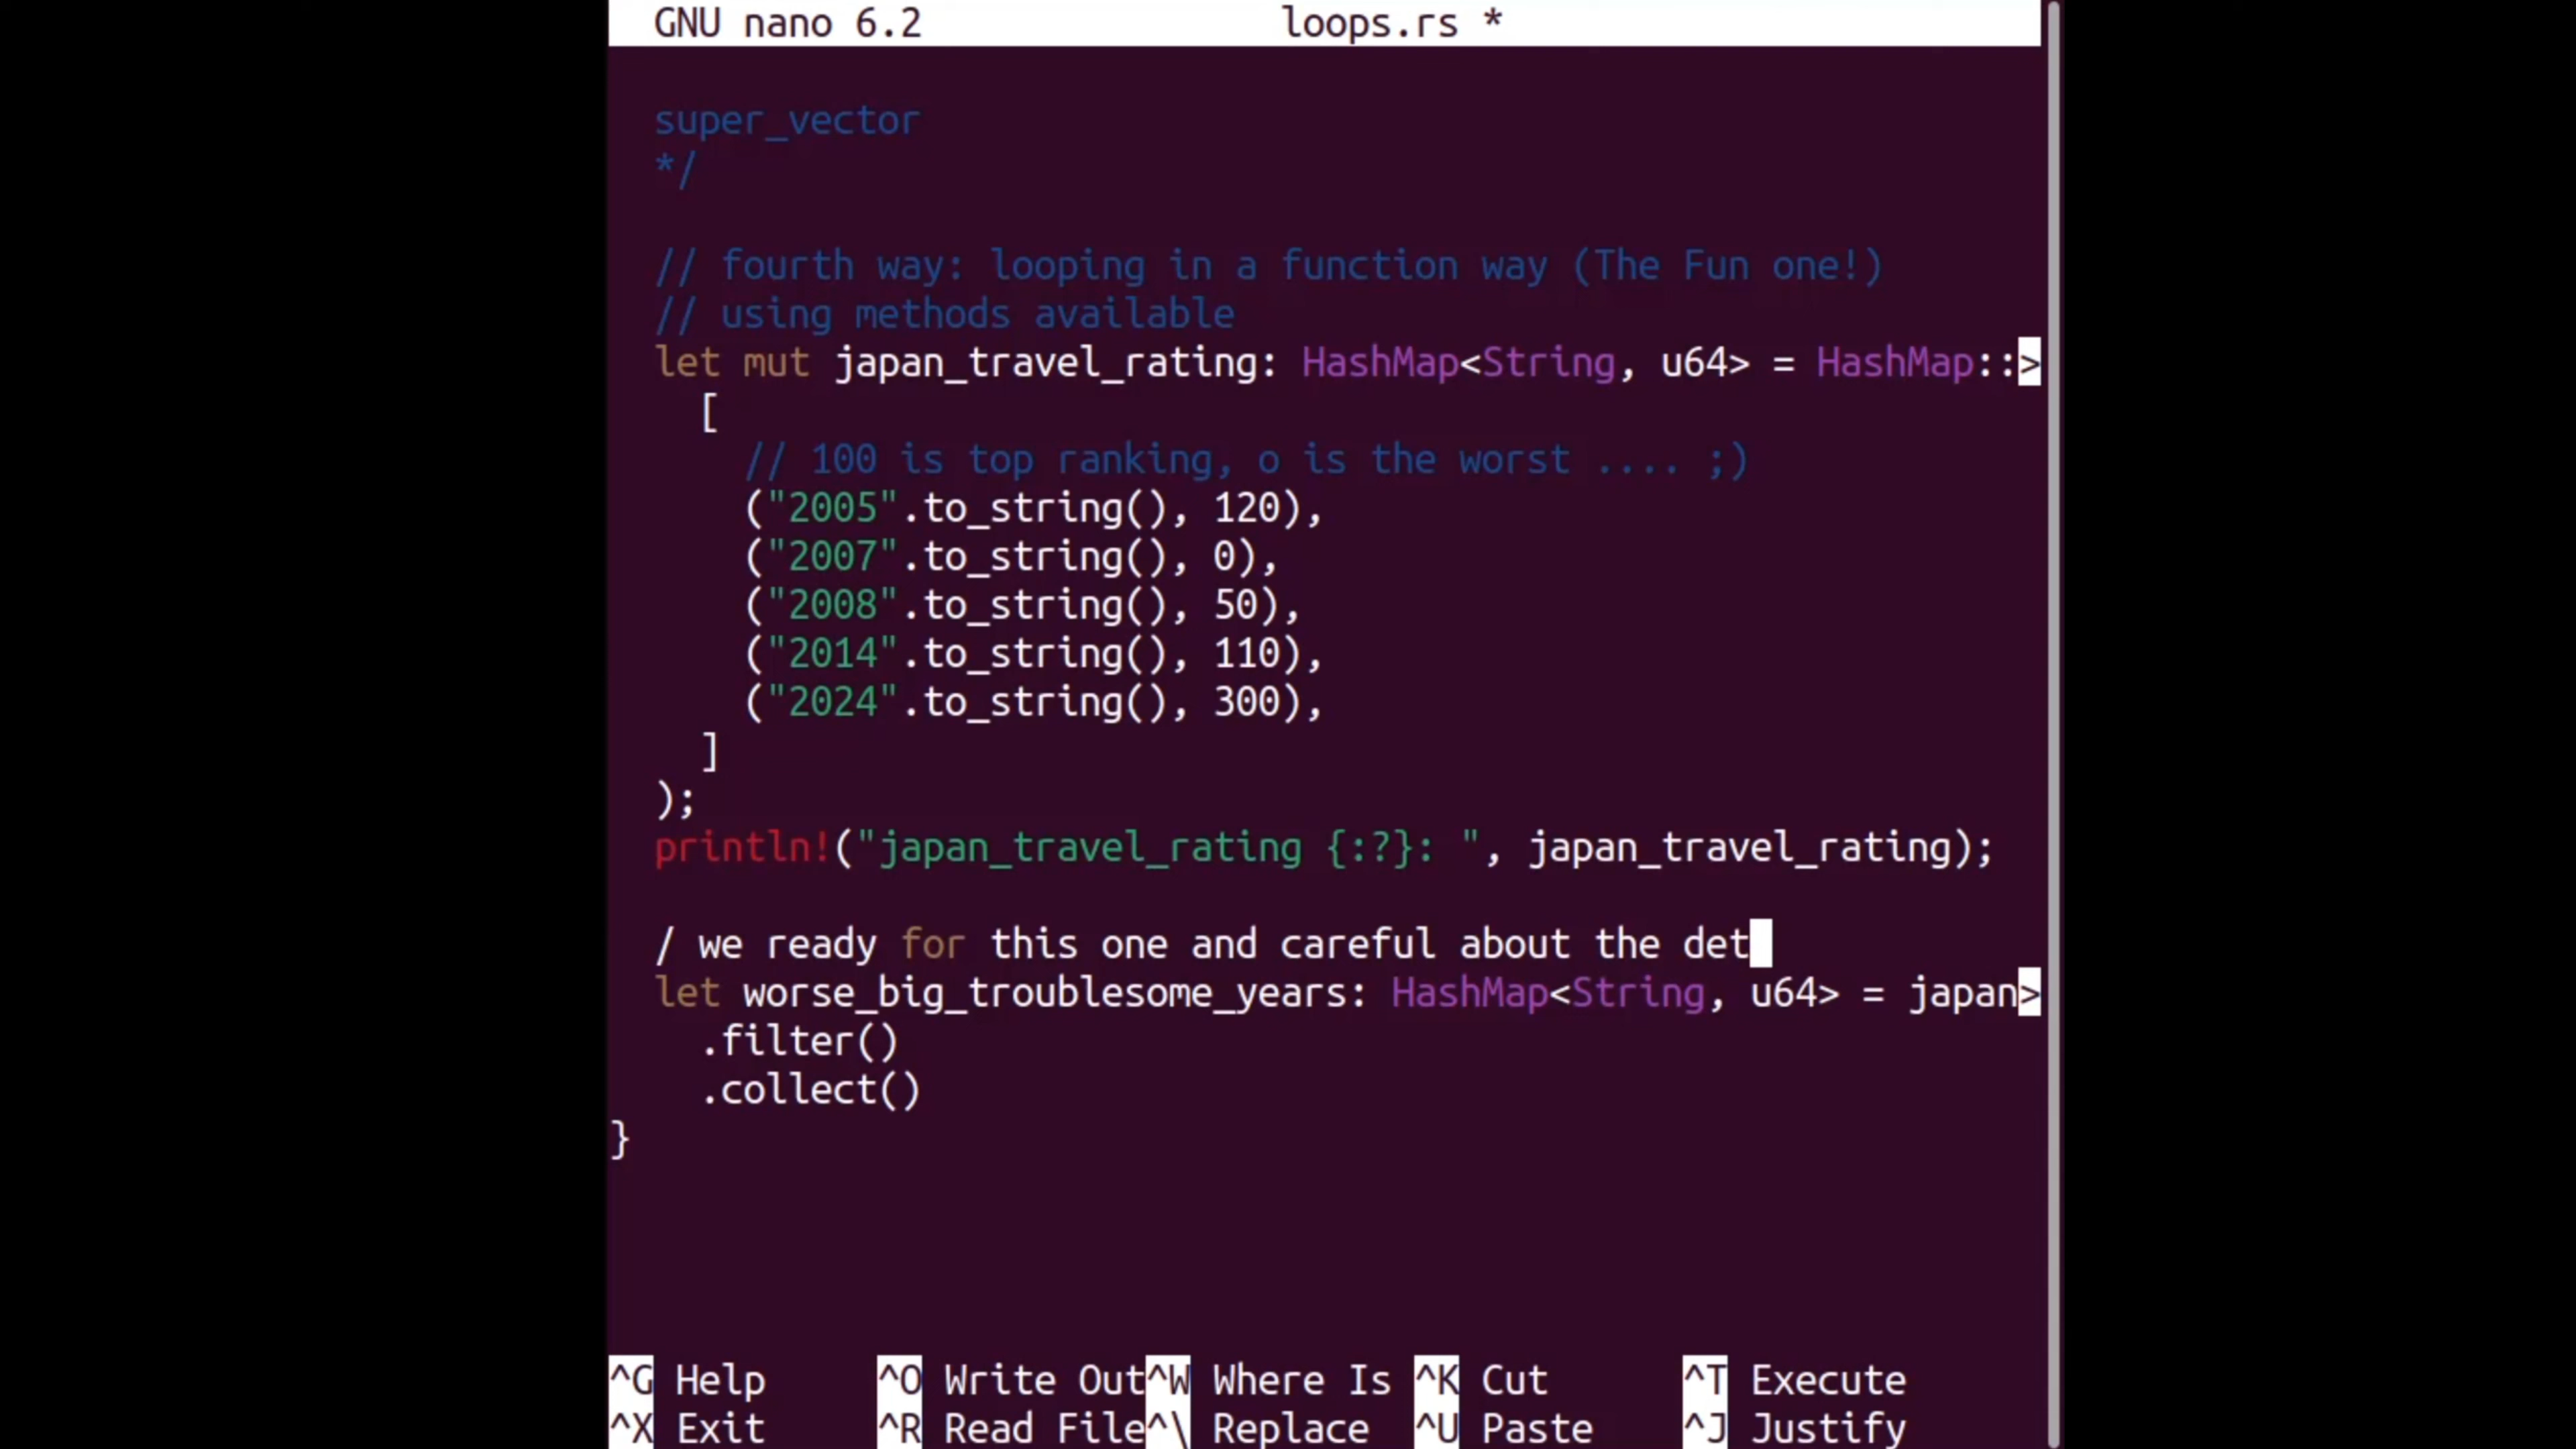 GNU nano 6.2 loops.rs *
super_vector
*/
// fourth way: looping in a function way (The Fun one!)
// using methods available
let mut japan_travel_rating: HashMap<String, u64> = HashMap::>
[
// 100 is top ranking, o is the worst .... ;)
("2005".to_string(), 120),
("2007".to_string(), 0),
("2008".to_string(), 50),
("2014".to_string(), 110),
("2024".to_string(), 300),
]
);
println!("japan_travel_rating {:?}: ", japan_travel_rating);
/ we ready for this one and careful about the det
let worse_big_troublesome_years: HashMap<String, u64> = japan>
.filter()
.collect()
}
^G Help ^O Write Out ^W Where Is ^K Cut ^T Execute
^X Exit ^R Read File ^\ Replace ^U Paste ^J Justify